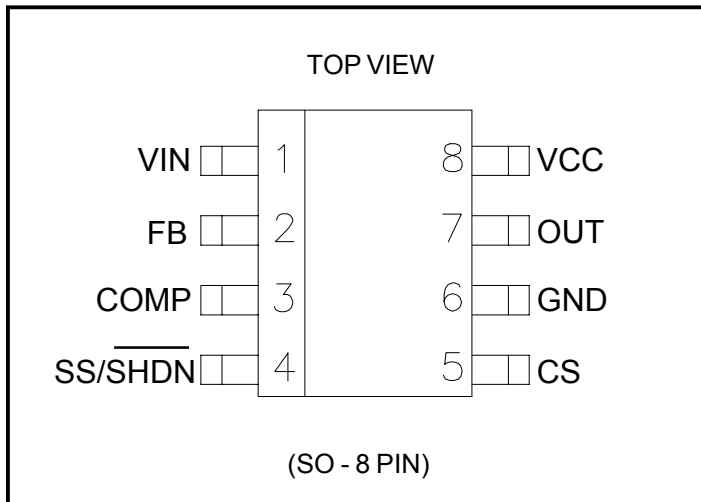 TOP VIEW
VIN 1 8 VCC
FB 2 7 OUT
COMP 3 6 GND
SS/SHDN 4 5 CS
(SO - 8 PIN)